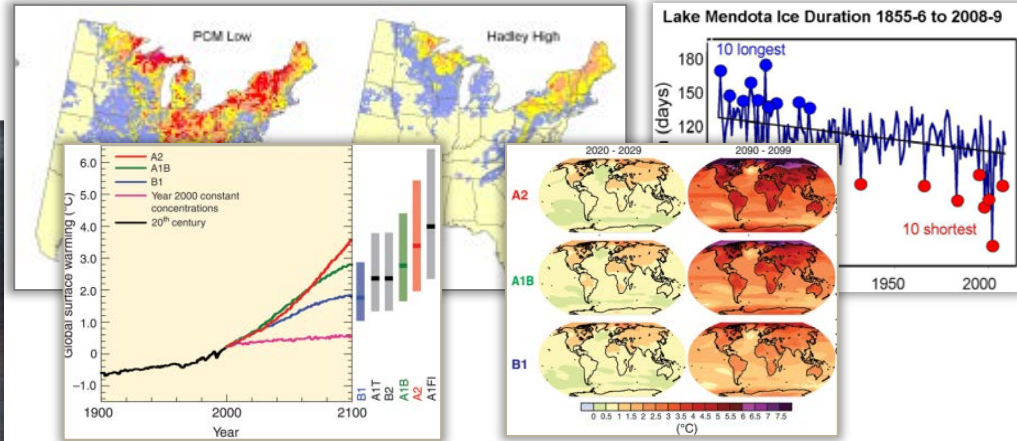 PCM Low
Hadley High
Lake Mendota Ice Duration 1855-6 to 2008-9
10 longest
180
150
120
(days)
10 shortest
1950
2000
6.0
5.0
4.0
3.0
2.0
1.0
0
–1.0
Global surface warming (°C)
A2
A1B
B1
Year 2000 constant
concentrations
20th century
1900
2000
2100
Year
B1
A1T
B2
A1B
A2
A1FI
2020 - 2029
2090 - 2099
A2
A1B
B1
0 0.5 1 1.5 2 2.5 3 3.5 4 4.5 5 5.5 6 6.5 7 7.5
(°C)